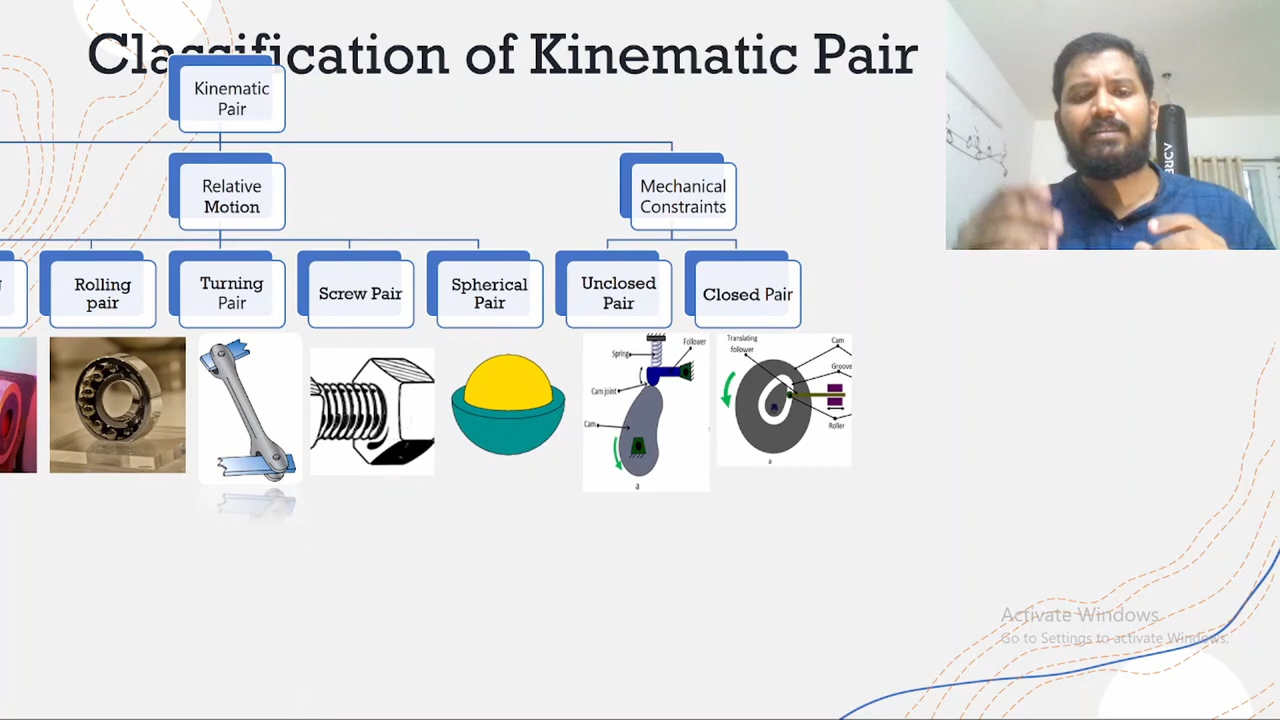 Classification of Kinematic Pair
Kinematic
Pair
Relative
Motion
Mechanical
Constraints
Rolling
pair
Turning
Pair
Screw Pair
Spherical
Pair
Unclosed
Pair
Closed Pair
Spring
Follower
Cam joint
Cam
a
Translating
follower
Cam
Groove
Roller
a
Activate Windows
Go to Settings to activate Windows.